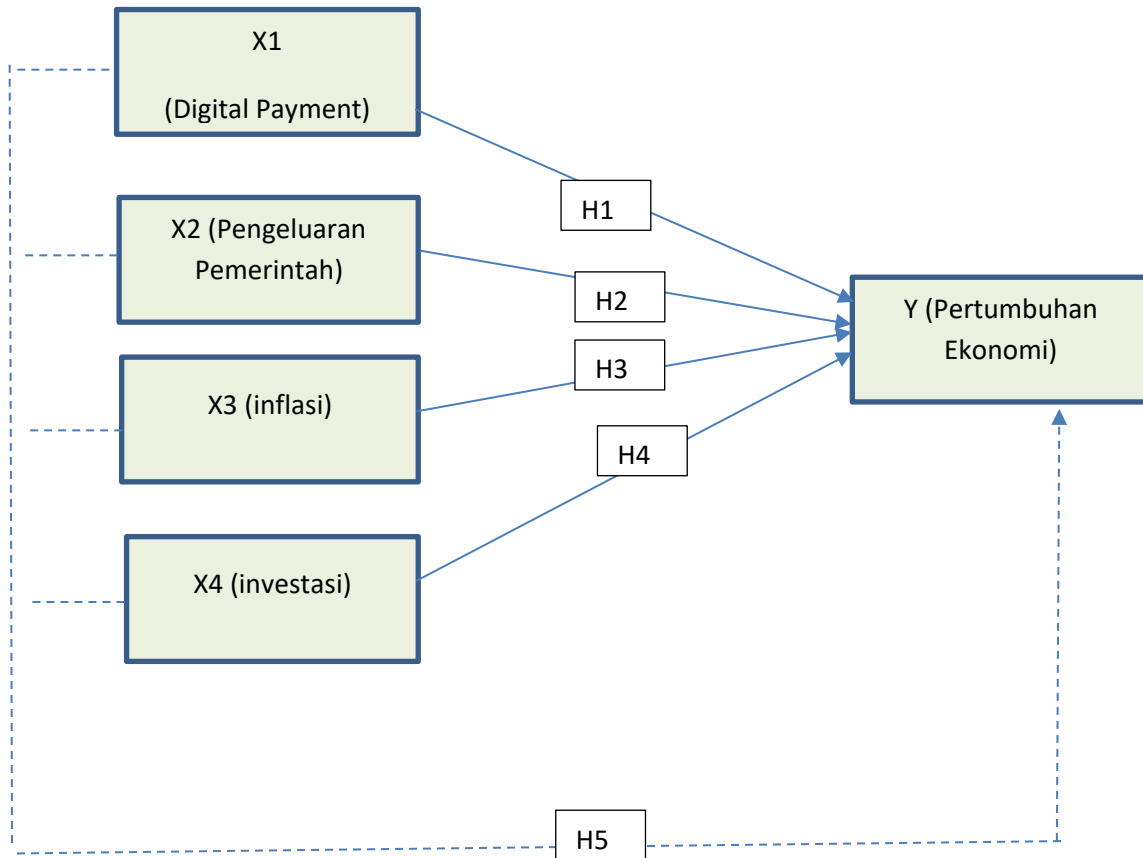 X1
(Digital Payment)
H1
X2 (Pengeluaran
Pemerintah)
H2
Y (Pertumbuhan
Ekonomi)
H3
X3 (inflasi)
H4
X4 (investasi)
H5